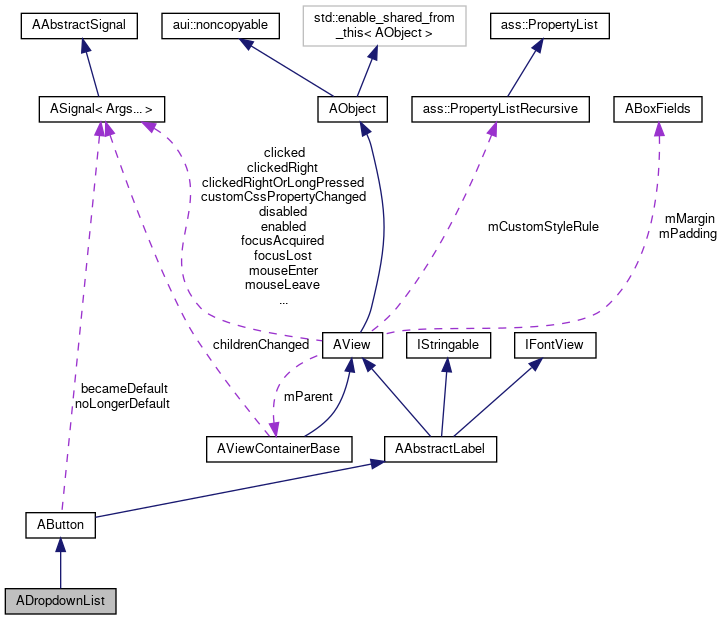 AAbstractSignal
aui::noncopyable
std::enable_shared_from
_this< AObject >
ass::PropertyList
ASignal< Args... >
AObject
ass::PropertyListRecursive
ABoxFields
clicked
clickedRight
clickedRightOrLongPressed
customCssPropertyChanged
disabled
enabled
focusAcquired
focusLost
mouseEnter
mouseLeave
...
mCustomStyleRule
mMargin
mPadding
childrenChanged
AView
IStringable
IFontView
becameDefault
noLongerDefault
mParent
AViewContainerBase
AAbstractLabel
AButton
ADropdownList